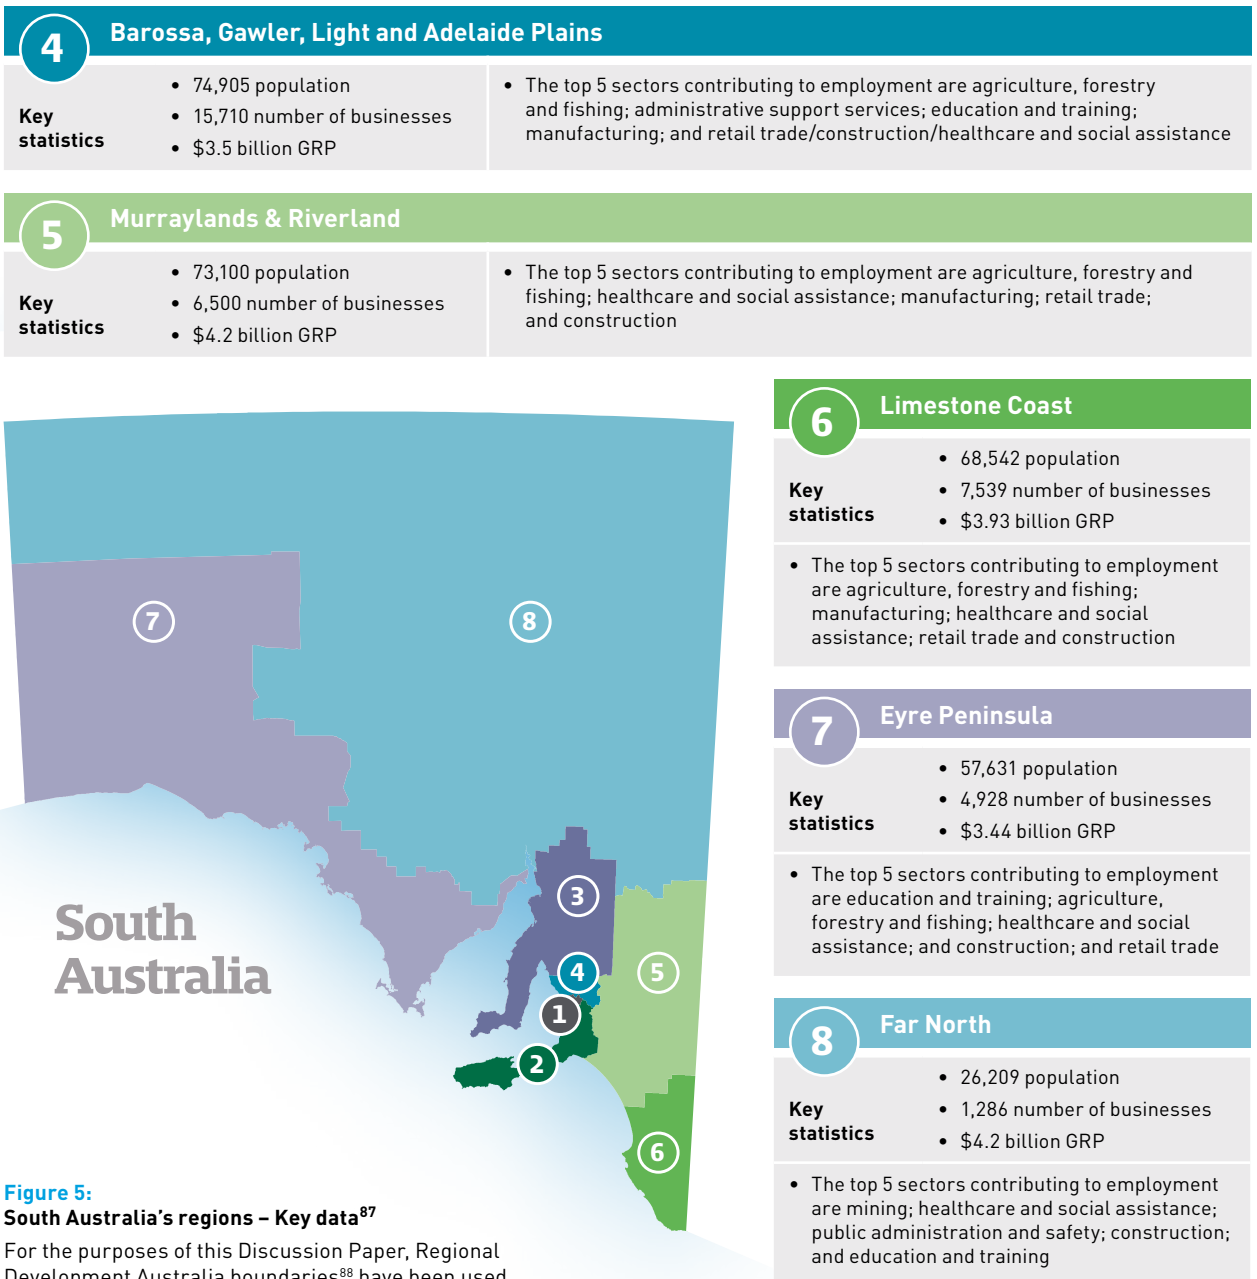 4
Barossa, Gawler, Light and Adelaide Plains
Key
statistics
• 74,905 population
• 15,710 number of businesses
• $3.5 billion GRP
• The top 5 sectors contributing to employment are agriculture, forestry
and fishing; administrative support services; education and training;
manufacturing; and retail trade/construction/healthcare and social assistance
5
Murraylands & Riverland
Key
statistics
• 73,100 population
• 6,500 number of businesses
• $4.2 billion GRP
• The top 5 sectors contributing to employment are agriculture, forestry and
fishing; healthcare and social assistance; manufacturing; retail trade;
and construction
7
8
3
4
5
1
2
6
South
Australia
6
Limestone Coast
Key
statistics
• 68,542 population
• 7,539 number of businesses
• $3.93 billion GRP
• The top 5 sectors contributing to employment
are agriculture, forestry and fishing;
manufacturing; healthcare and social
assistance; retail trade and construction
7
Eyre Peninsula
Key
statistics
• 57,631 population
• 4,928 number of businesses
• $3.44 billion GRP
• The top 5 sectors contributing to employment
are education and training; agriculture,
forestry and fishing; healthcare and social
assistance; and construction; and retail trade
8
Far North
Key
statistics
• 26,209 population
• 1,286 number of businesses
• $4.2 billion GRP
• The top 5 sectors contributing to employment
are mining; healthcare and social assistance;
public administration and safety; construction;
and education and training
Figure 5:
South Australia's regions – Key data⁸⁷
For the purposes of this Discussion Paper, Regional
Development Australia boundaries⁸⁸ have been used